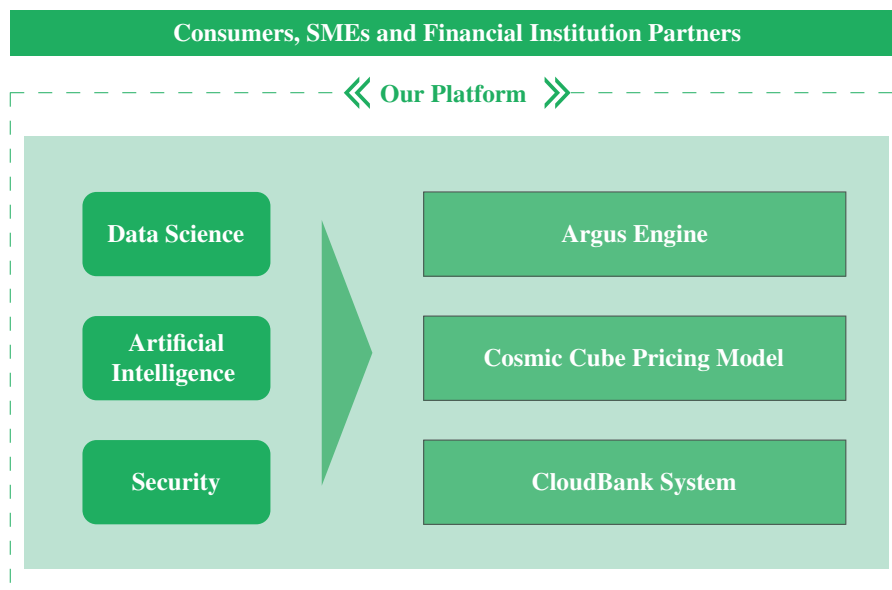 Consumers, SMEs and Financial Institution Partners
Our Platform
Data Science
Argus Engine
Artificial
Intelligence
Cosmic Cube Pricing Model
Security
CloudBank System